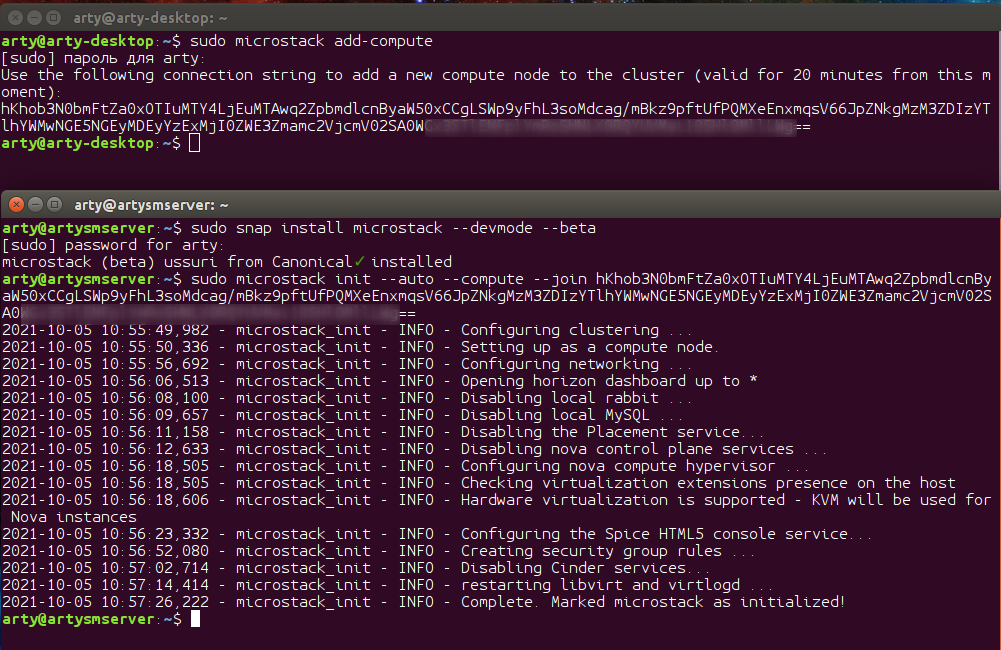 arty@arty-desktop: ~
arty@arty-desktop:~$ sudo microstack add-compute
[sudo] пароль для arty:
Use the following connection string to add a new compute node to the cluster (valid for 20 minutes from this m
oment):
hKhob3N0bmFtZa0xOTIuMTY4LjEuMTAwq2ZpbmdlcnByaW50xCCgLSWp9yFhL3soMdcag/mBkz9pftUfPQMXeEnxmqsV66JpZNkgMzM3ZDIzYT
lhYWMwNGE5NGEyMDEyYzExMjI0ZWE3Zmamc2VjcmV02SA0W
==
arty@arty-desktop:~$
arty@artysmserver: ~
arty@artysmserver:~$ sudo snap install microstack --devmode --beta
[sudo] password for arty:
microstack (beta) ussuri from Canonical✓ installed
arty@artysmserver:~$ sudo microstack init --auto --compute --join hKhob3N0bmFtZa0xOTIuMTY4LjEuMTAwq2ZpbmdlcnBy
aW50xCCgLSWp9yFhL3soMdcag/mBkz9pftUfPQMXeEnxmqsV66JpZNkgMzM3ZDIzYTlhYWMwNGE5NGEyMDEyYzExMjI0ZWE3Zmamc2VjcmV02S
A0 ==
2021-10-05 10:55:49,982 - microstack_init - INFO - Configuring clustering ...
2021-10-05 10:55:50,336 - microstack_init - INFO - Setting up as a compute node.
2021-10-05 10:55:56,692 - microstack_init - INFO - Configuring networking ...
2021-10-05 10:56:06,513 - microstack_init - INFO - Opening horizon dashboard up to *
2021-10-05 10:56:08,100 - microstack_init - INFO - Disabling local rabbit ...
2021-10-05 10:56:09,657 - microstack_init - INFO - Disabling local MySQL ...
2021-10-05 10:56:11,158 - microstack_init - INFO - Disabling the Placement service...
2021-10-05 10:56:12,633 - microstack_init - INFO - Disabling nova control plane services ...
2021-10-05 10:56:18,505 - microstack_init - INFO - Configuring nova compute hypervisor ...
2021-10-05 10:56:18,505 - microstack_init - INFO - Checking virtualization extensions presence on the host
2021-10-05 10:56:18,606 - microstack_init - INFO - Hardware virtualization is supported - KVM will be used for
Nova instances
2021-10-05 10:56:23,332 - microstack_init - INFO - Configuring the Spice HTML5 console service...
2021-10-05 10:56:52,080 - microstack_init - INFO - Creating security group rules ...
2021-10-05 10:57:02,714 - microstack_init - INFO - Disabling Cinder services...
2021-10-05 10:57:14,414 - microstack_init - INFO - restarting libvirt and virtlogd ...
2021-10-05 10:57:26,222 - microstack_init - INFO - Complete. Marked microstack as initialized!
arty@artysmserver:~$